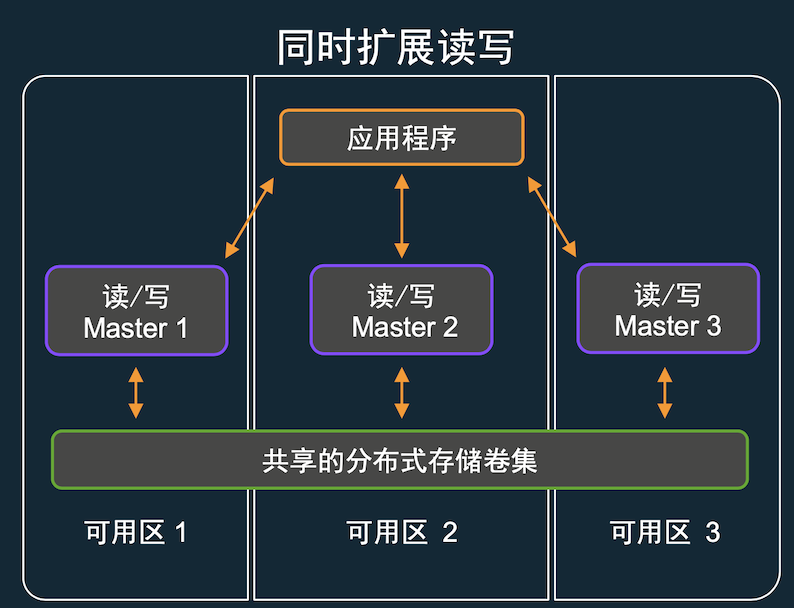 同时扩展读写
应用程序
读/写
Master 1
读/写
Master 2
读/写
Master 3
共享的分布式存储卷集
可用区 1
可用区 2
可用区 3